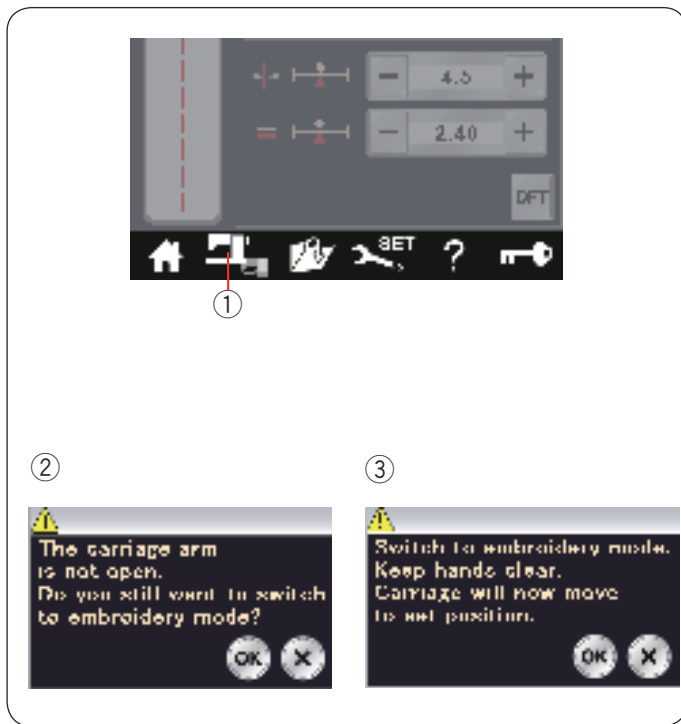 4.5
2.40
DFT
SET
?
①
②
③
The carriage arm
is not open.
Do you still want to switch
to embroidery mode?
OK X
Switch to embroidery mode.
Keep hands clear.
Carriage will now move
to set position.
OK X